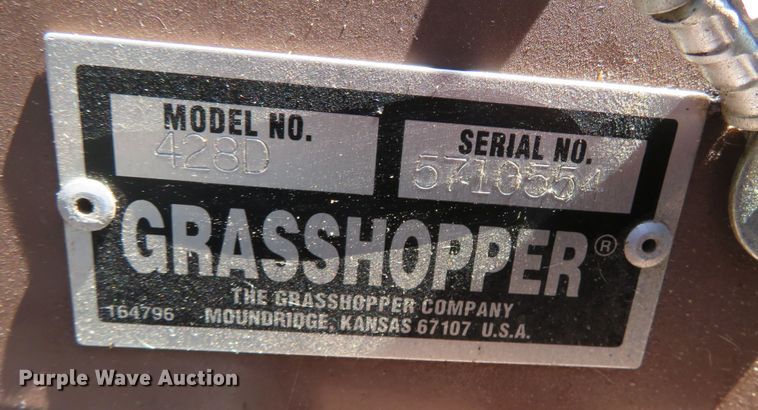 MODEL NO.
428D
SERIAL NO.
5710554
GRASSHOPPER®
THE GRASSHOPPER COMPANY
164796 MOUNDRIDGE, KANSAS 67107 U.S.A.
Purple Wave Auction